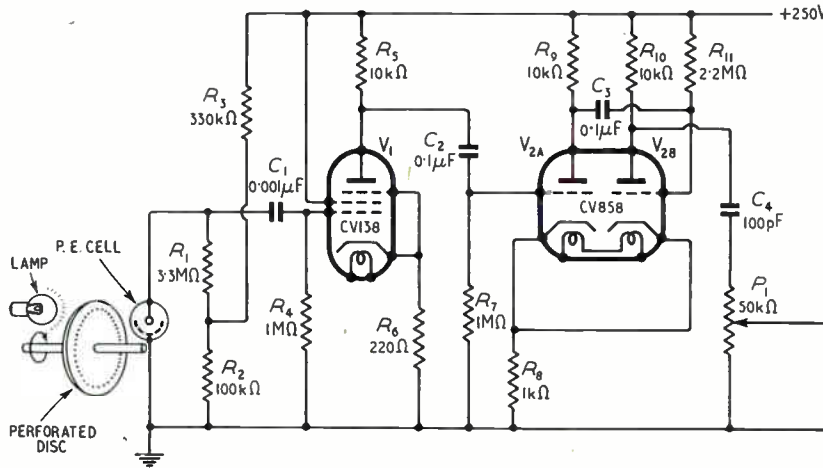 +250V
R5
10kΩ
R9
10kΩ
R10
10kΩ
R11
2·2MΩ
R3
330kΩ
C3
0·1μF
C1
0·001μF
V1
C2
0·1μF
V2A
V2B
CV138
CV858
C4
100pF
P.E. CELL
LAMP
R1
3·3MΩ
R4
1MΩ
R7
1MΩ
P1
50kΩ
R6
220Ω
R2
100kΩ
R8
1kΩ
PERFORATED
DISC